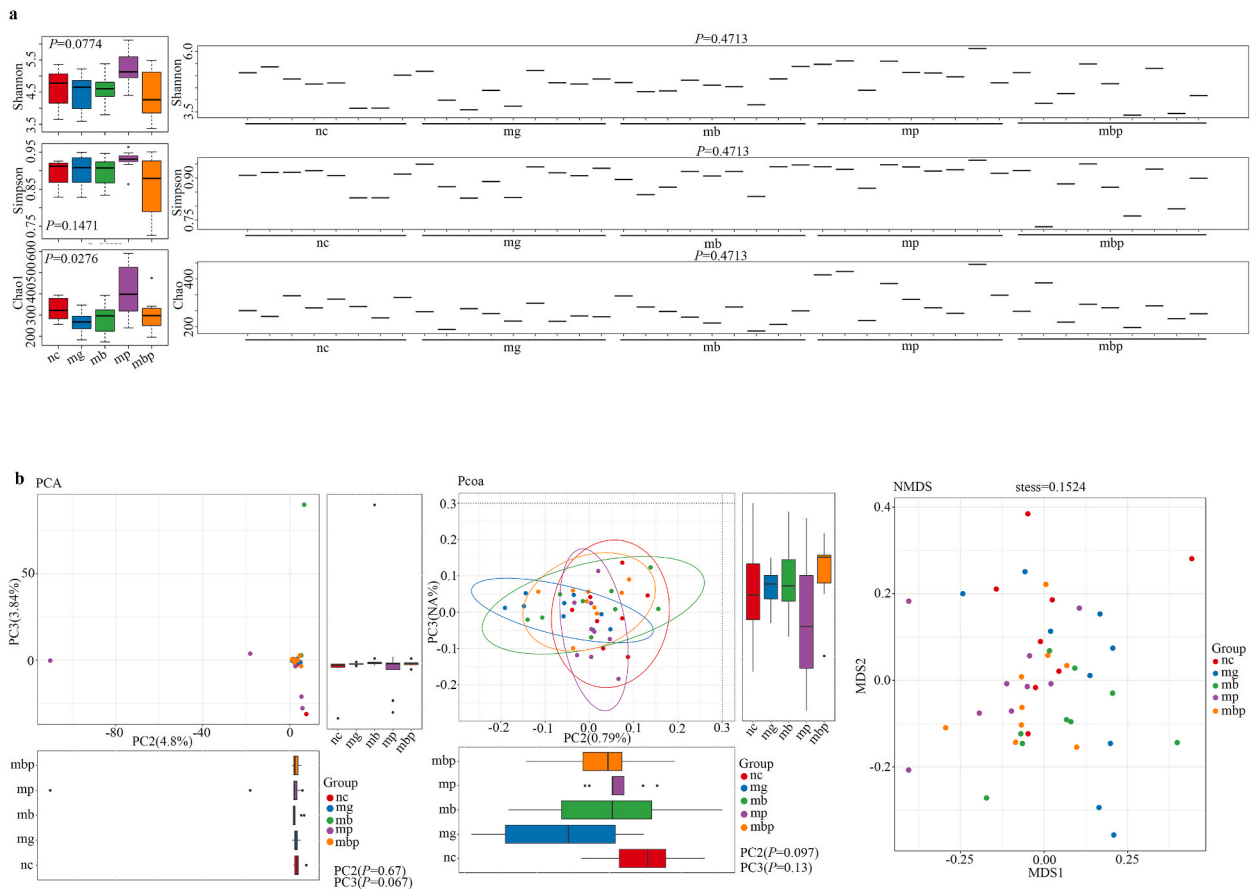 a
P=0.0774
Shannon
5.5
4.5
3.5
P=0.4713
Shannon
6.0
3.5
nc
mg
mb
mp
mbp
Simpson
0.95
0.85
0.75
P=0.1471
P=0.4713
Simpson
0.90
0.75
nc
mg
mb
mp
mbp
Chao1
600
500
400
300
200
P=0.0276
nc
mg
mb
mp
mbp
P=0.4713
Chao
400
200
nc
mg
mb
mp
mbp
b
PCA
PC3(3.84%)
50
0
-80
-40
0
PC2(4.8%)
nc
mg
mb
mp
mbp
mbp
mp
mb
mg
nc
Group
nc
mg
mb
mp
mbp
PC2(P=0.67)
PC3(P=0.067)
Pcoa
PC3(NA%)
0.3
0.2
0.1
0.0
-0.1
-0.2
-0.2
-0.1
0.0
0.1
0.2
0.3
PC2(0.79%)
nc
mg
mb
mp
mbp
mbp
mp
mb
mg
nc
Group
nc
mg
mb
mp
mbp
PC2(P=0.097)
PC3(P=0.13)
NMDS
stess=0.1524
MDS2
0.4
0.2
0.0
-0.2
-0.25
0.00
0.25
MDS1
Group
nc
mg
mb
mp
mbp